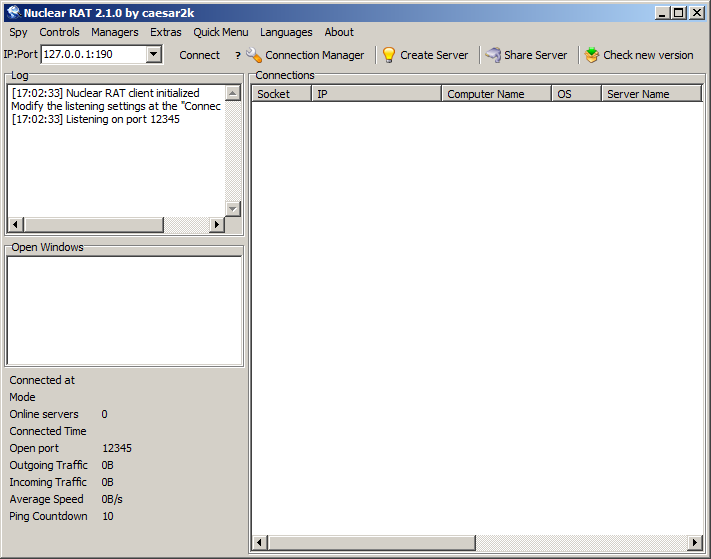 Nuclear RAT 2.1.0 by caesar2k
Spy Controls Managers Extras Quick Menu Languages About
IP:Port 127.0.0.1:190 Connect ? Connection Manager Create Server Share Server Check new version
Log
[17:02:33] Nuclear RAT client initialized
Modify the listening settings at the "Connec
[17:02:33] Listening on port 12345
Open Windows
Connected at
Mode
Online servers 0
Connected Time
Open port 12345
Outgoing Traffic 0B
Incoming Traffic 0B
Average Speed 0B/s
Ping Countdown 10
Connections
Socket IP Computer Name OS Server Name